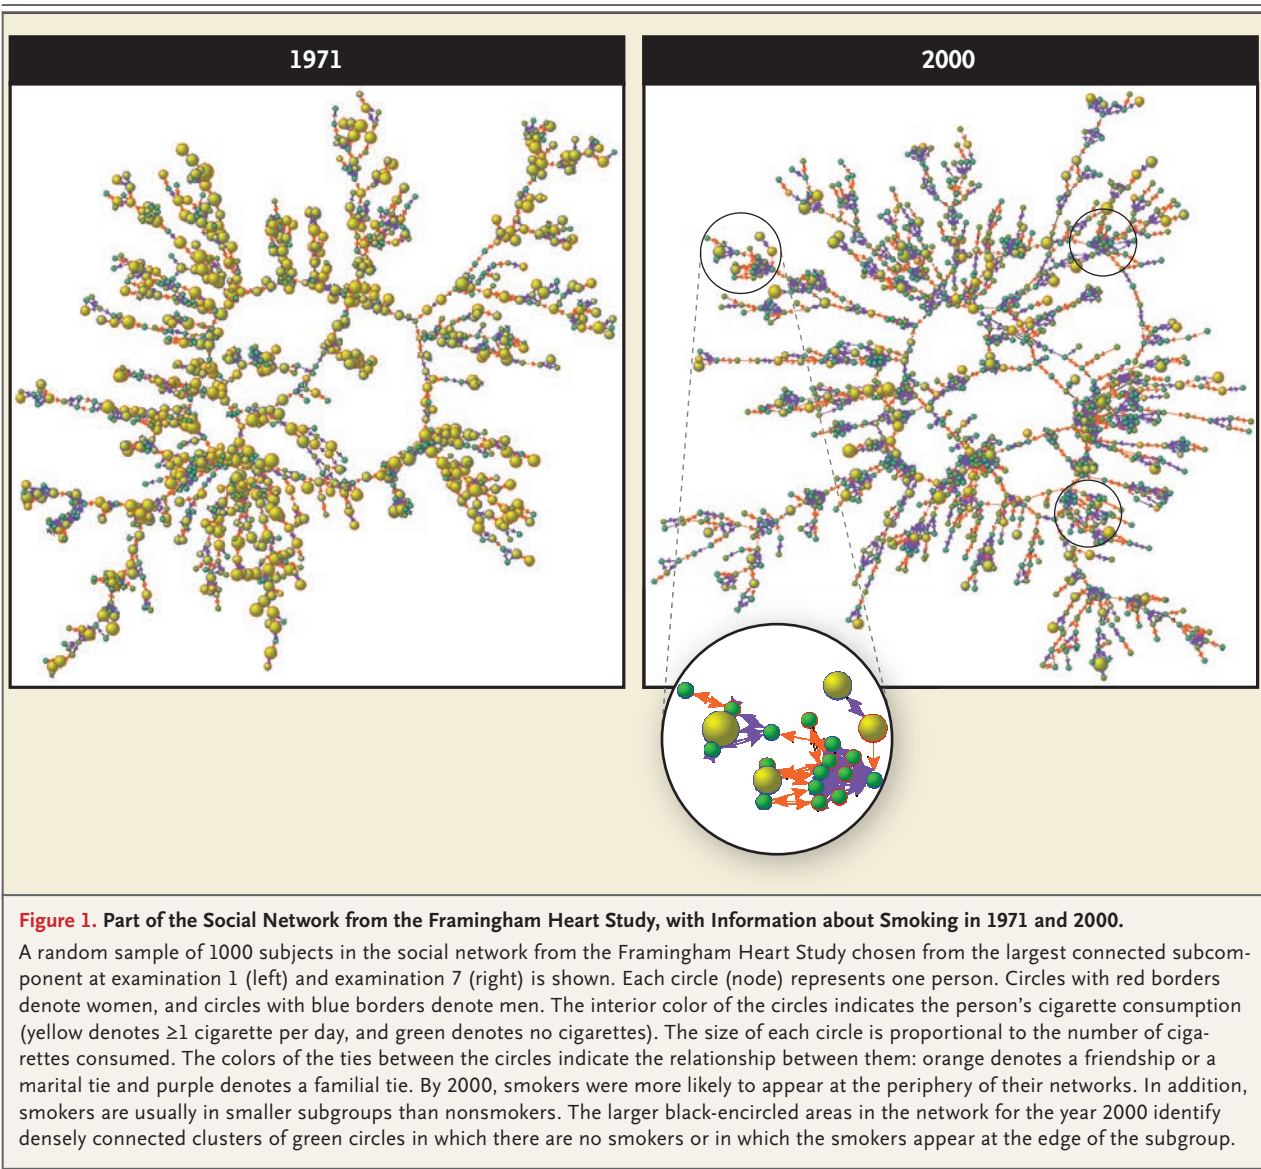 1971
2000
Figure 1. Part of the Social Network from the Framingham Heart Study, with Information about Smoking in 1971 and 2000.
A random sample of 1000 subjects in the social network from the Framingham Heart Study chosen from the largest connected subcom-
ponent at examination 1 (left) and examination 7 (right) is shown. Each circle (node) represents one person. Circles with red borders
denote women, and circles with blue borders denote men. The interior color of the circles indicates the person’s cigarette consumption
(yellow denotes ≥1 cigarette per day, and green denotes no cigarettes). The size of each circle is proportional to the number of ciga-
rettes consumed. The colors of the ties between the circles indicate the relationship between them: orange denotes a friendship or a
marital tie and purple denotes a familial tie. By 2000, smokers were more likely to appear at the periphery of their networks. In addition,
smokers are usually in smaller subgroups than nonsmokers. The larger black-encircled areas in the network for the year 2000 identify
densely connected clusters of green circles in which there are no smokers or in which the smokers appear at the edge of the subgroup.